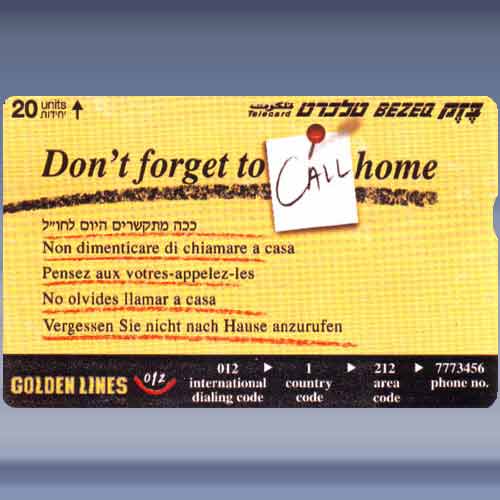 20 units יחידות
تلكرت Telecard טלכרט BEZEQ בזק
Don't forget to CALL home
ככה מתקשרים היום לחו"ל
Non dimenticare di chiamare a casa
Pensez aux votres-appelez-les
No olvides llamar a casa
Vergessen Sie nicht nach Hause anzurufen
GOLDEN LINES 012
012 international dialing code
1 country code
212 area code
7773456 phone no.